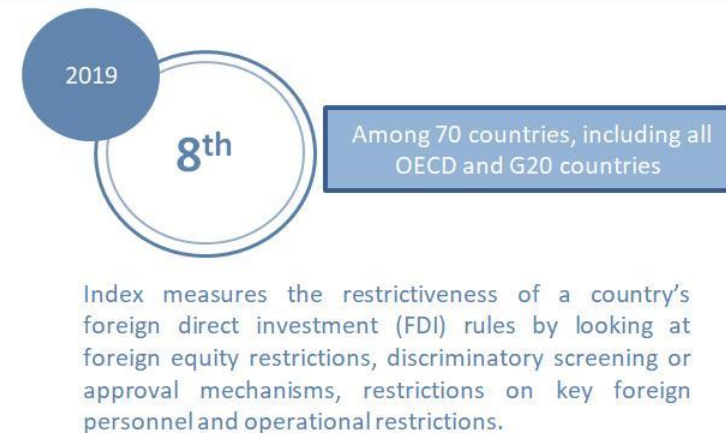 2019
8th
Among 70 countries, including all
OECD and G20 countries
Index measures the restrictiveness of a country’s
foreign direct investment (FDI) rules by looking at
foreign equity restrictions, discriminatory screening or
approval mechanisms, restrictions on key foreign
personnel and operational restrictions.